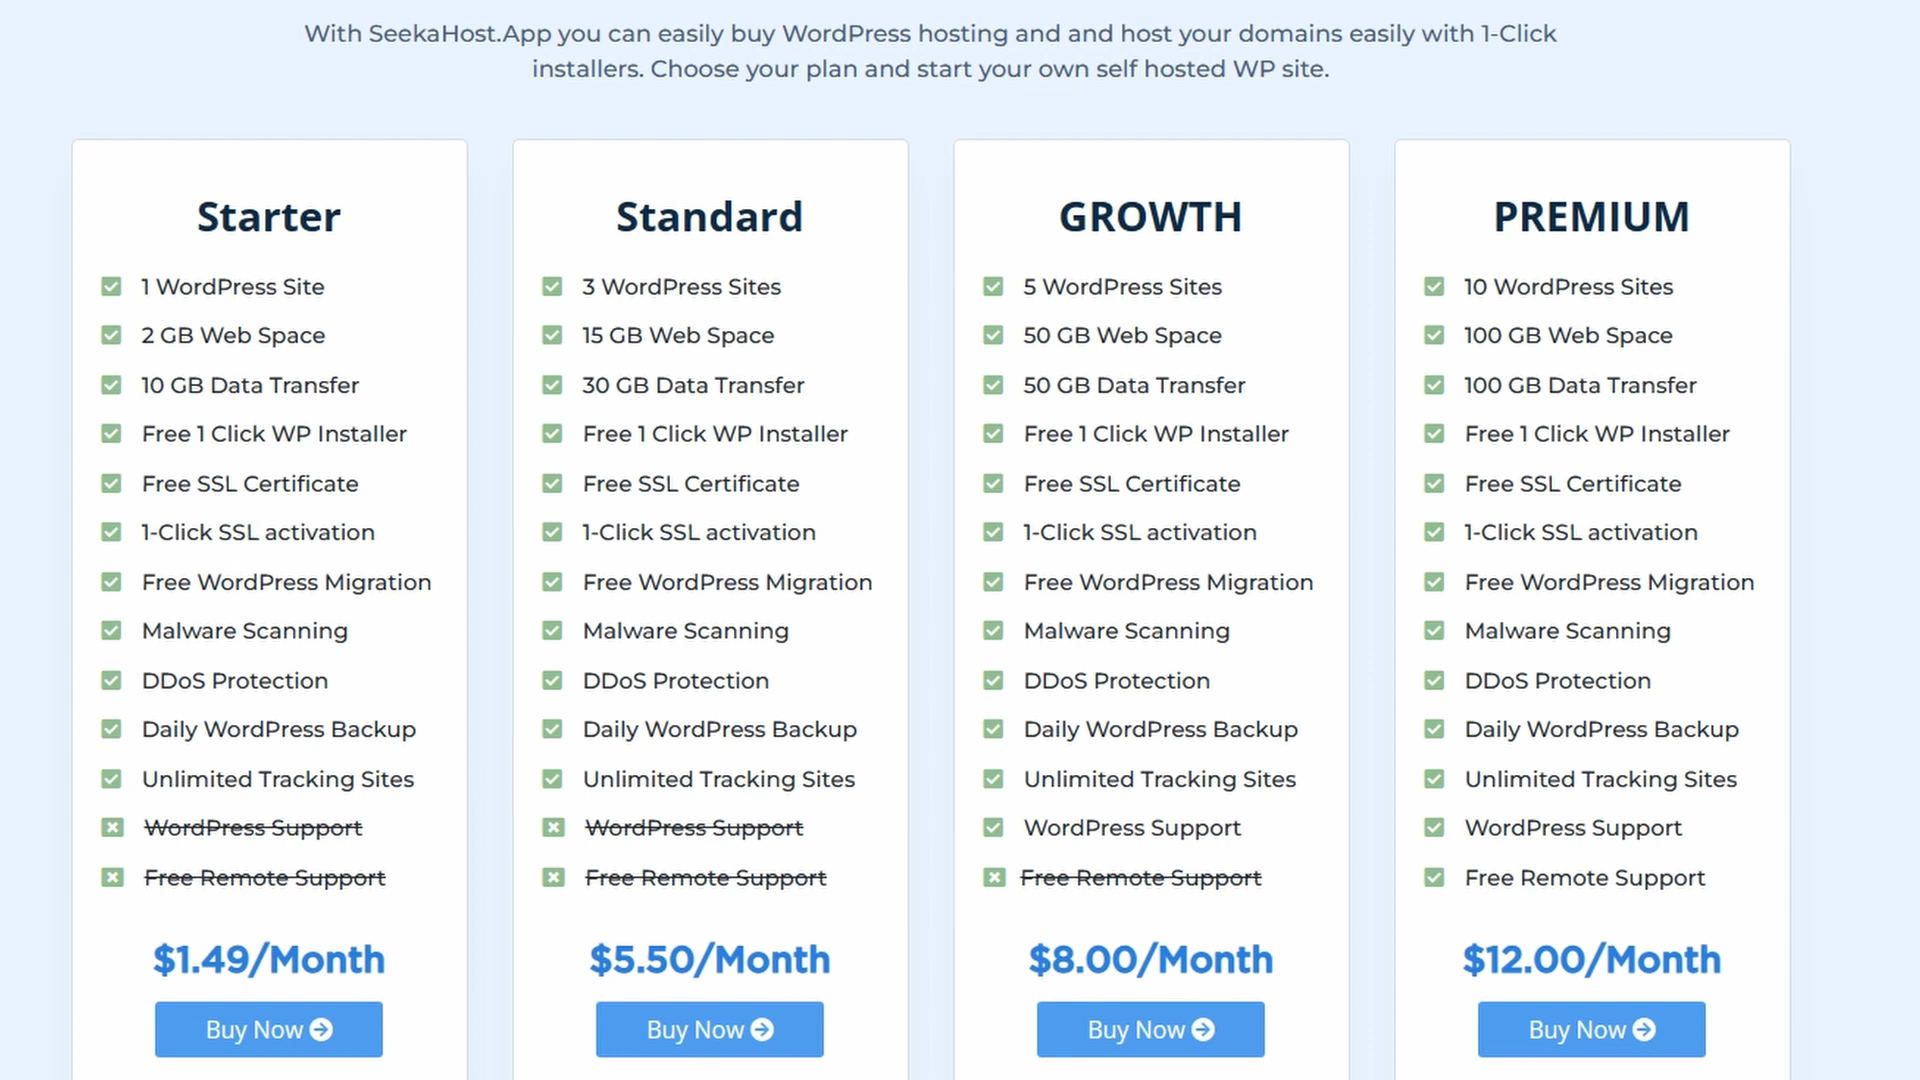 With SeekaHost.App you can easily buy WordPress hosting and and host your domains easily with 1-Click
installers. Choose your plan and start your own self hosted WP site.
Starter
1 WordPress Site
2 GB Web Space
10 GB Data Transfer
Free 1 Click WP Installer
Free SSL Certificate
1-Click SSL activation
Free WordPress Migration
Malware Scanning
DDoS Protection
Daily WordPress Backup
Unlimited Tracking Sites
WordPress Support
Free Remote Support
$1.49/Month
Buy Now
Standard
3 WordPress Sites
15 GB Web Space
30 GB Data Transfer
Free 1 Click WP Installer
Free SSL Certificate
1-Click SSL activation
Free WordPress Migration
Malware Scanning
DDoS Protection
Daily WordPress Backup
Unlimited Tracking Sites
WordPress Support
Free Remote Support
$5.50/Month
Buy Now
GROWTH
5 WordPress Sites
50 GB Web Space
50 GB Data Transfer
Free 1 Click WP Installer
Free SSL Certificate
1-Click SSL activation
Free WordPress Migration
Malware Scanning
DDoS Protection
Daily WordPress Backup
Unlimited Tracking Sites
WordPress Support
Free Remote Support
$8.00/Month
Buy Now
PREMIUM
10 WordPress Sites
100 GB Web Space
100 GB Data Transfer
Free 1 Click WP Installer
Free SSL Certificate
1-Click SSL activation
Free WordPress Migration
Malware Scanning
DDoS Protection
Daily WordPress Backup
Unlimited Tracking Sites
WordPress Support
Free Remote Support
$12.00/Month
Buy Now